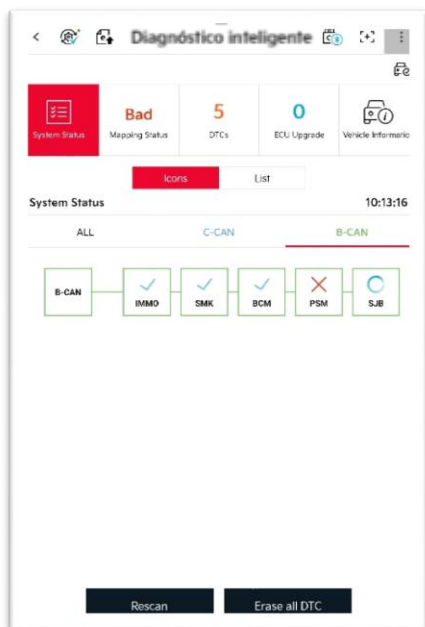 Diagnóstico inteligente
Bad 5 0
System Status Mapping Status DTCs ECU Upgrade Vehicle Informatio
Icons List
System Status 10:13:16
ALL C-CAN B-CAN
B-CAN IMMO SMK BCM PSM SJB
Rescan Erase all DTC